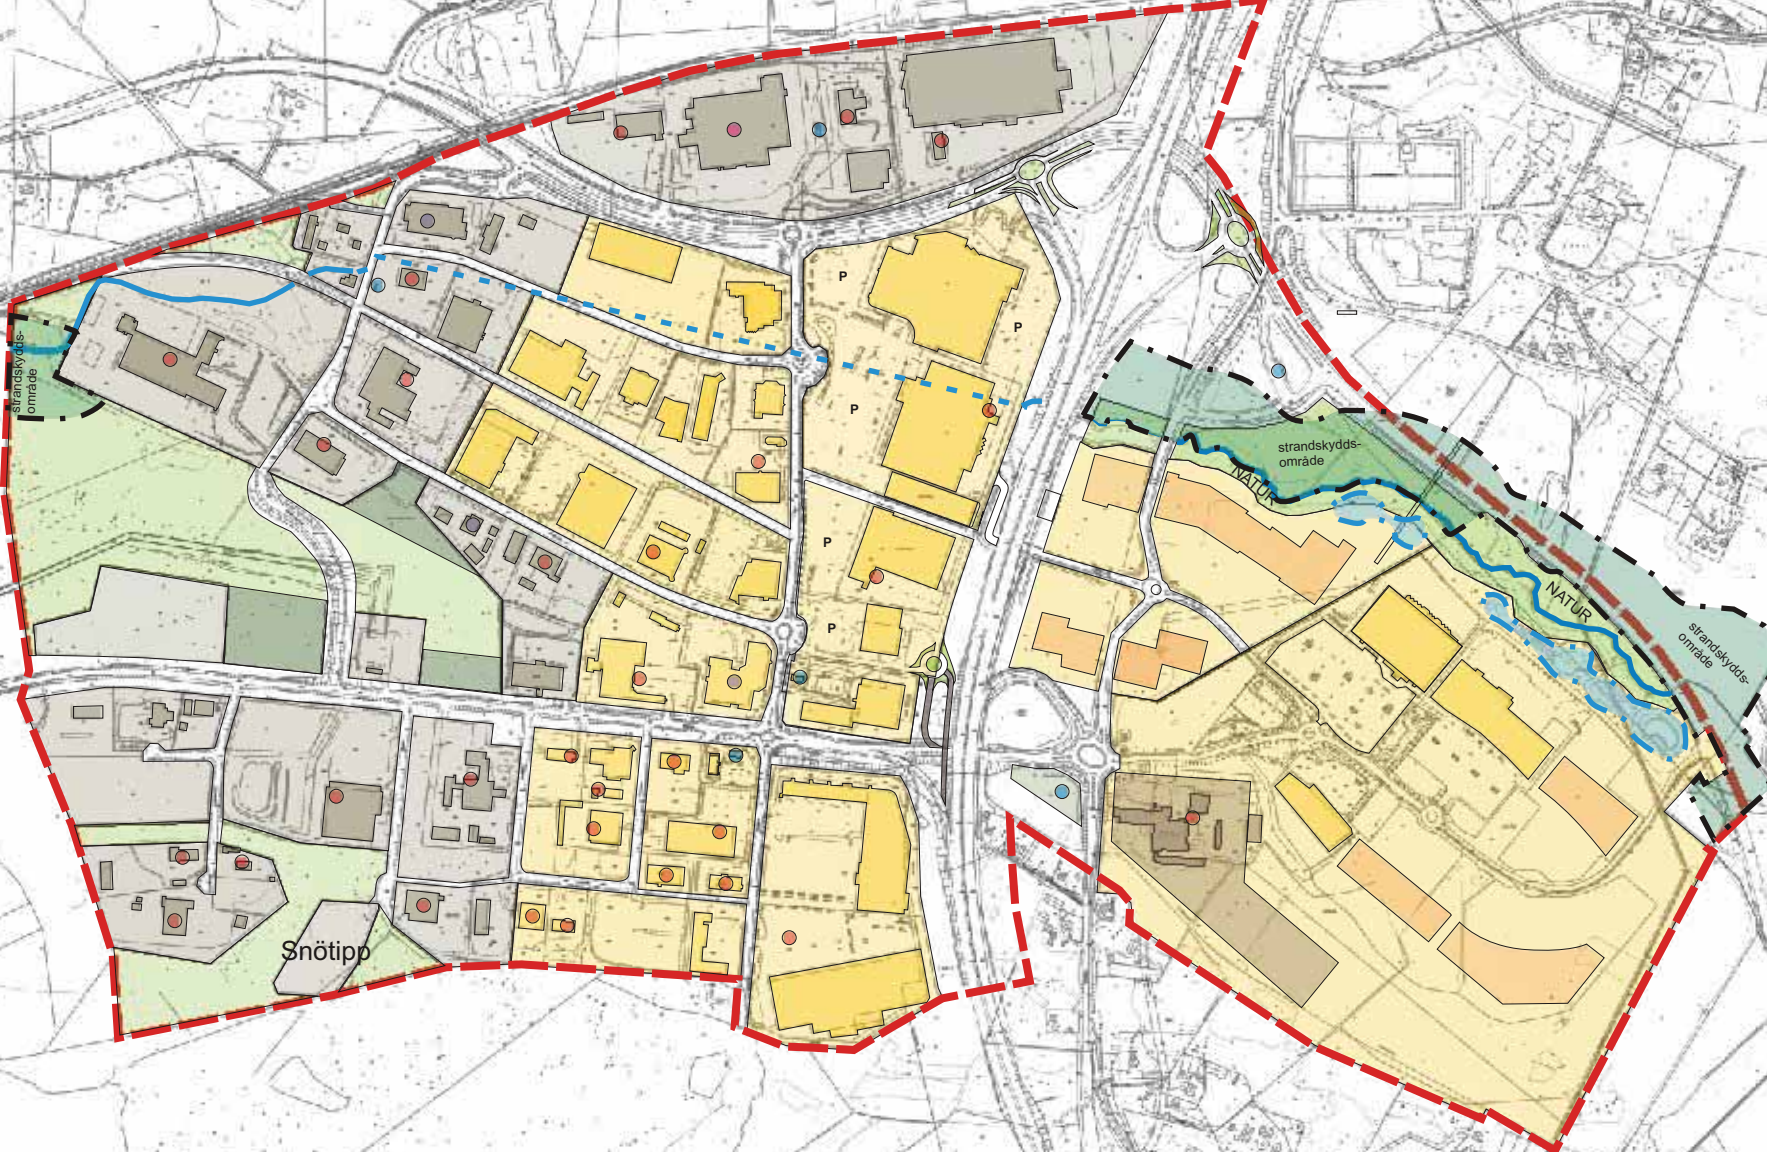 P
P
strandskydds-
område
P
strandskydds-
område
NATUR
P
NATUR
P
strandskydds-
område
Snötipp